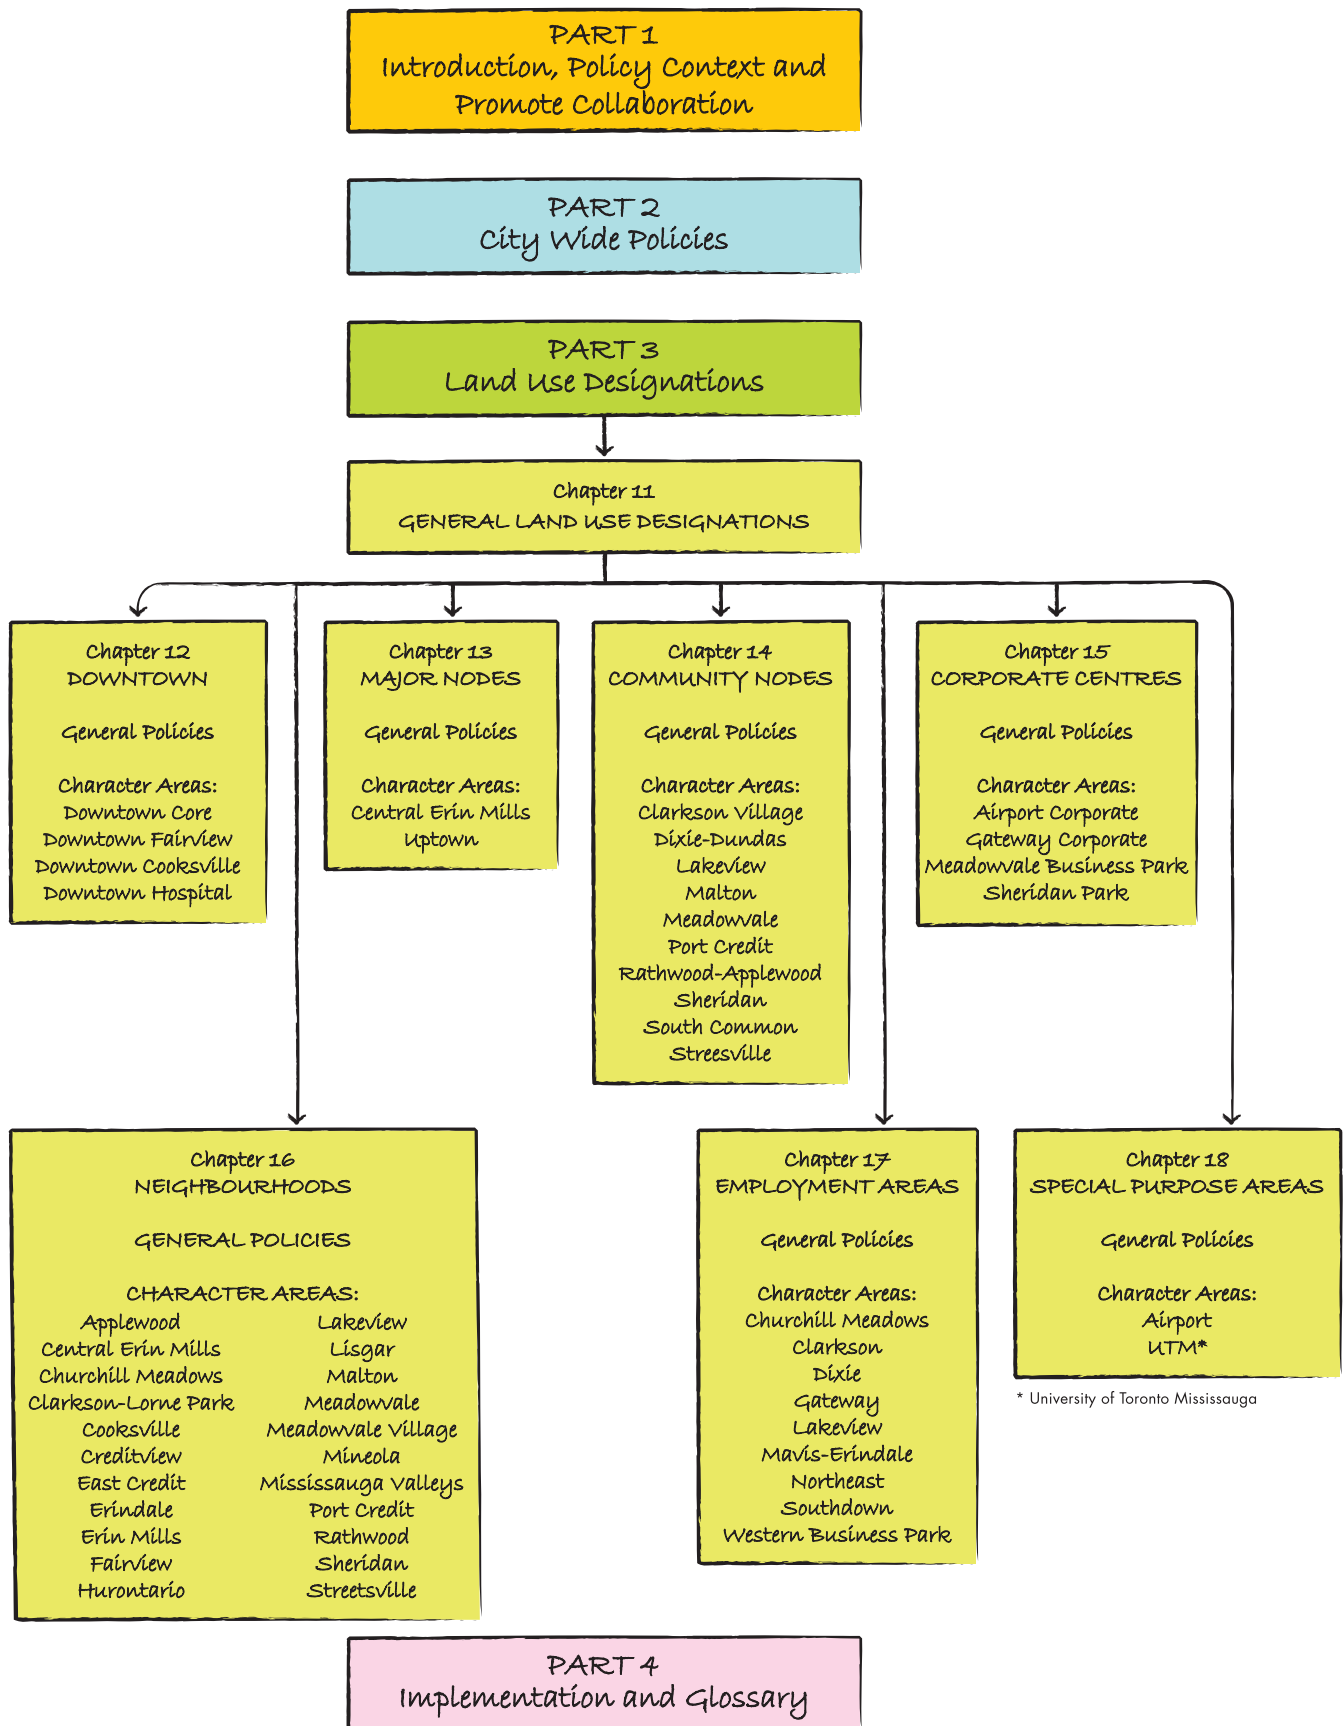 PART 1
Introduction, Policy Context and
Promote Collaboration
PART 2
City Wide Policies
PART 3
Land Use Designations
Chapter 11
GENERAL LAND USE DESIGNATIONS
Chapter 12
DOWNTOWN
General Policies
Character Areas:
Downtown Core
Downtown Fairview
Downtown Cooksville
Downtown Hospital
Chapter 13
MAJOR NODES
General Policies
Character Areas:
Central Erin Mills
Uptown
Chapter 14
COMMUNITY NODES
General Policies
Character Areas:
Clarkson Village
Dixie-Dundas
Lakeview
Malton
Meadowvale
Port Credit
Rathwood-Applewood
Sheridan
South Common
Streesville
Chapter 15
CORPORATE CENTRES
General Policies
Character Areas:
Airport Corporate
Gateway Corporate
Meadowvale Business Park
Sheridan Park
Chapter 16
NEIGHBOURHOODS
GENERAL POLICIES
CHARACTER AREAS:
Applewood
Central Erin Mills
Churchill Meadows
Clarkson-Lorne Park
Cooksville
Creditview
East Credit
Erindale
Erin Mills
Fairview
Hurontario
Lakeview
Lisgar
Malton
Meadowvale
Meadowvale Village
Mineola
Mississauga Valleys
Port Credit
Rathwood
Sheridan
Streetsville
Chapter 17
EMPLOYMENT AREAS
General Policies
Character Areas:
Churchill Meadows
Clarkson
Dixie
Gateway
Lakeview
Mavis-Erindale
Northeast
Southdown
Western Business Park
Chapter 18
SPECIAL PURPOSE AREAS
General Policies
Character Areas:
Airport
UTM*
* University of Toronto Mississauga
PART 4
Implementation and Glossary